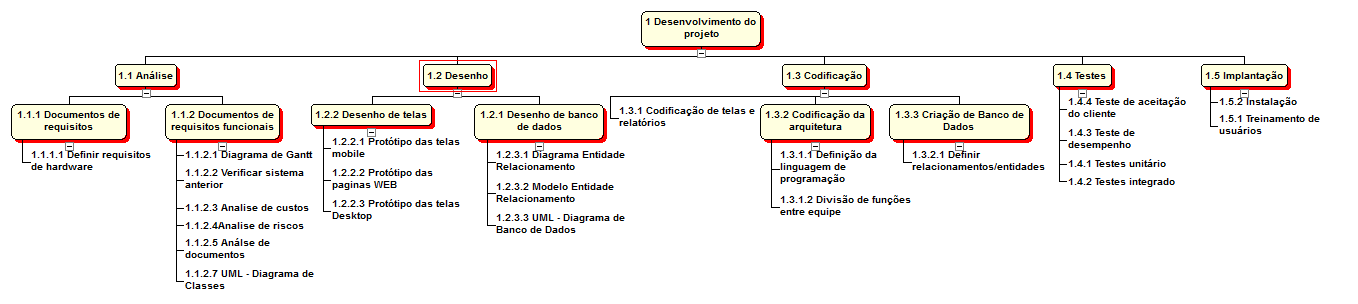 1 Desenvolvimento do
projeto
1.1 Análise
1.2 Desenho
1.3 Codificação
1.4 Testes
1.5 Implantação
1.1.1 Documentos de
requisitos
1.1.1.1 Definir requisitos
de hardware
1.1.2 Documentos de
requisitos funcionais
1.1.2.1 Diagrama de Gantt
1.1.2.2 Verificar sistema
anterior
1.1.2.3 Analise de custos
1.1.2.4Analise de riscos
1.1.2.5 Análse de
documentos
1.1.2.7 UML - Diagrama de
Classes
1.2.2 Desenho de telas
1.2.2.1 Protótipo das telas
mobile
1.2.2.2 Protótipo das
paginas WEB
1.2.2.3 Protótipo das telas
Desktop
1.2.1 Desenho de banco
de dados
1.2.3.1 Diagrama Entidade
Relacionamento
1.2.3.2 Modelo Entidade
Relacionamento
1.2.3.3 UML - Diagrama de
Banco de Dados
1.3.1 Codificação de telas e
relatórios
1.3.2 Codificação da
arquitetura
1.3.1.1 Definição da
linguagem de
programação
1.3.1.2 Divisão de funções
entre equipe
1.3.3 Criação de Banco de
Dados
1.3.2.1 Definir
relacionamentos/entidades
1.4.4 Teste de aceitação
do cliente
1.4.3 Teste de
desempenho
1.4.1 Testes unitário
1.4.2 Testes integrado
1.5.2 Instalação
1.5.1 Treinamento de
usuários